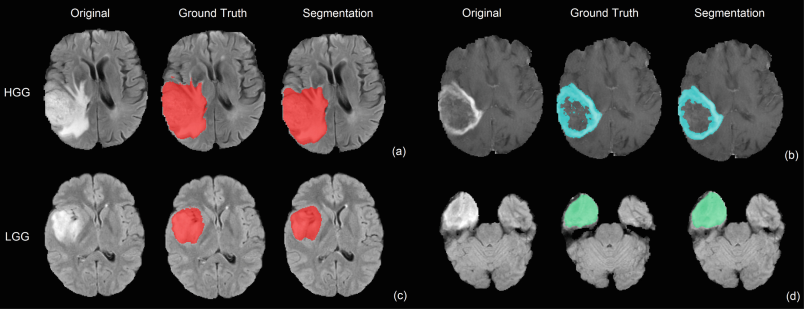 Original Ground Truth Segmentation Original Ground Truth Segmentation
HGG
(a) (b)
LGG
(c) (d)